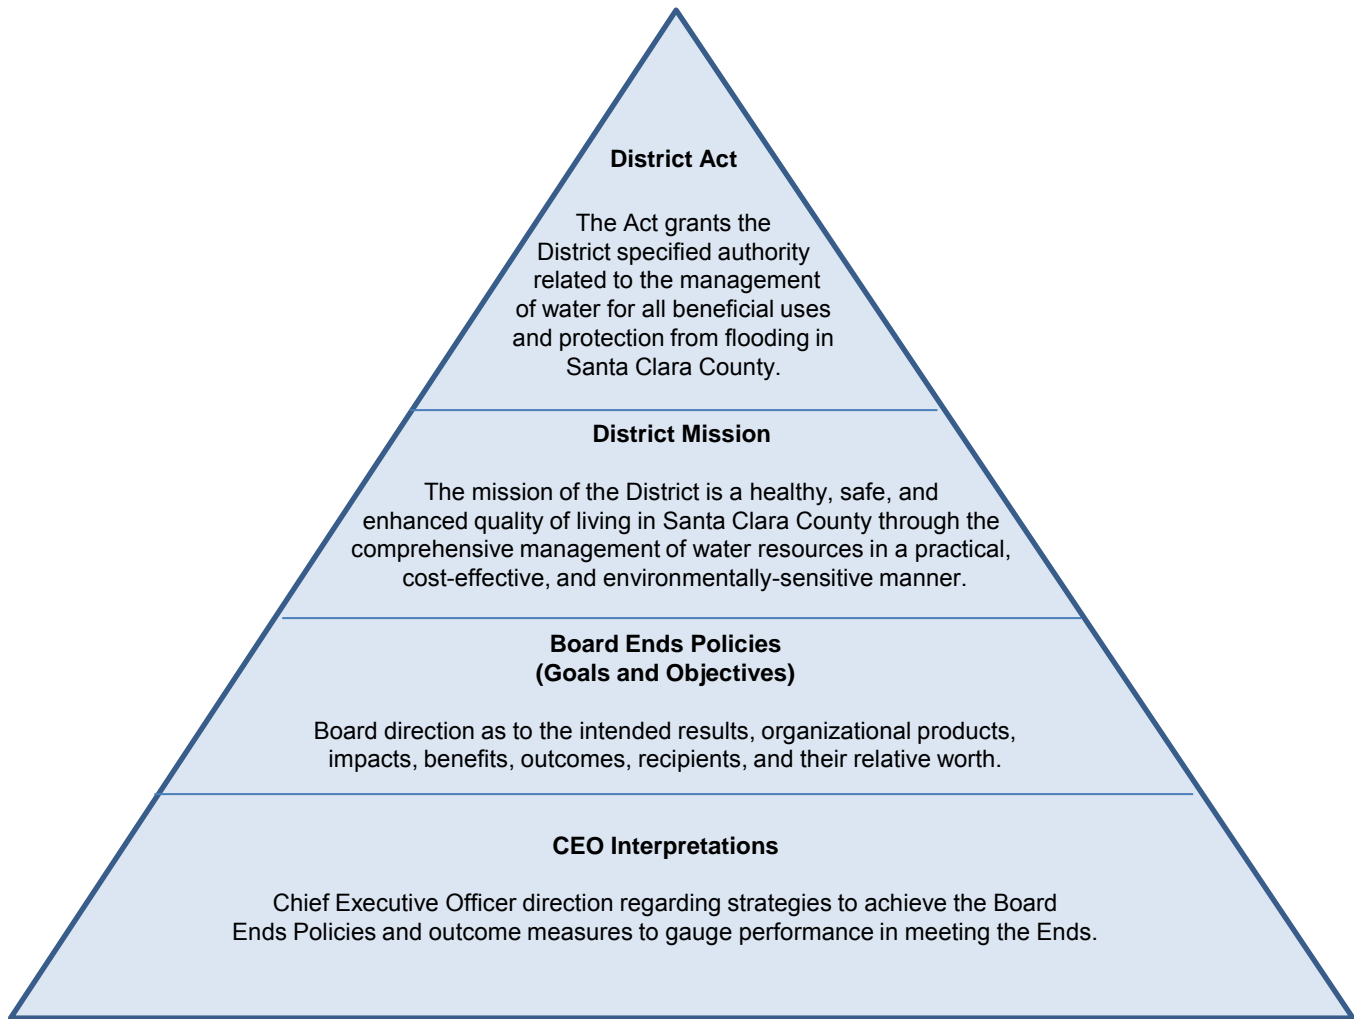 District Act
The Act grants the
District specified authority
related to the management
of water for all beneficial uses
and protection from flooding in
Santa Clara County.
District Mission
The mission of the District is a healthy, safe, and
enhanced quality of living in Santa Clara County through the
comprehensive management of water resources in a practical,
cost-effective, and environmentally-sensitive manner.
Board Ends Policies
(Goals and Objectives)
Board direction as to the intended results, organizational products,
impacts, benefits, outcomes, recipients, and their relative worth.
CEO Interpretations
Chief Executive Officer direction regarding strategies to achieve the Board
Ends Policies and outcome measures to gauge performance in meeting the Ends.